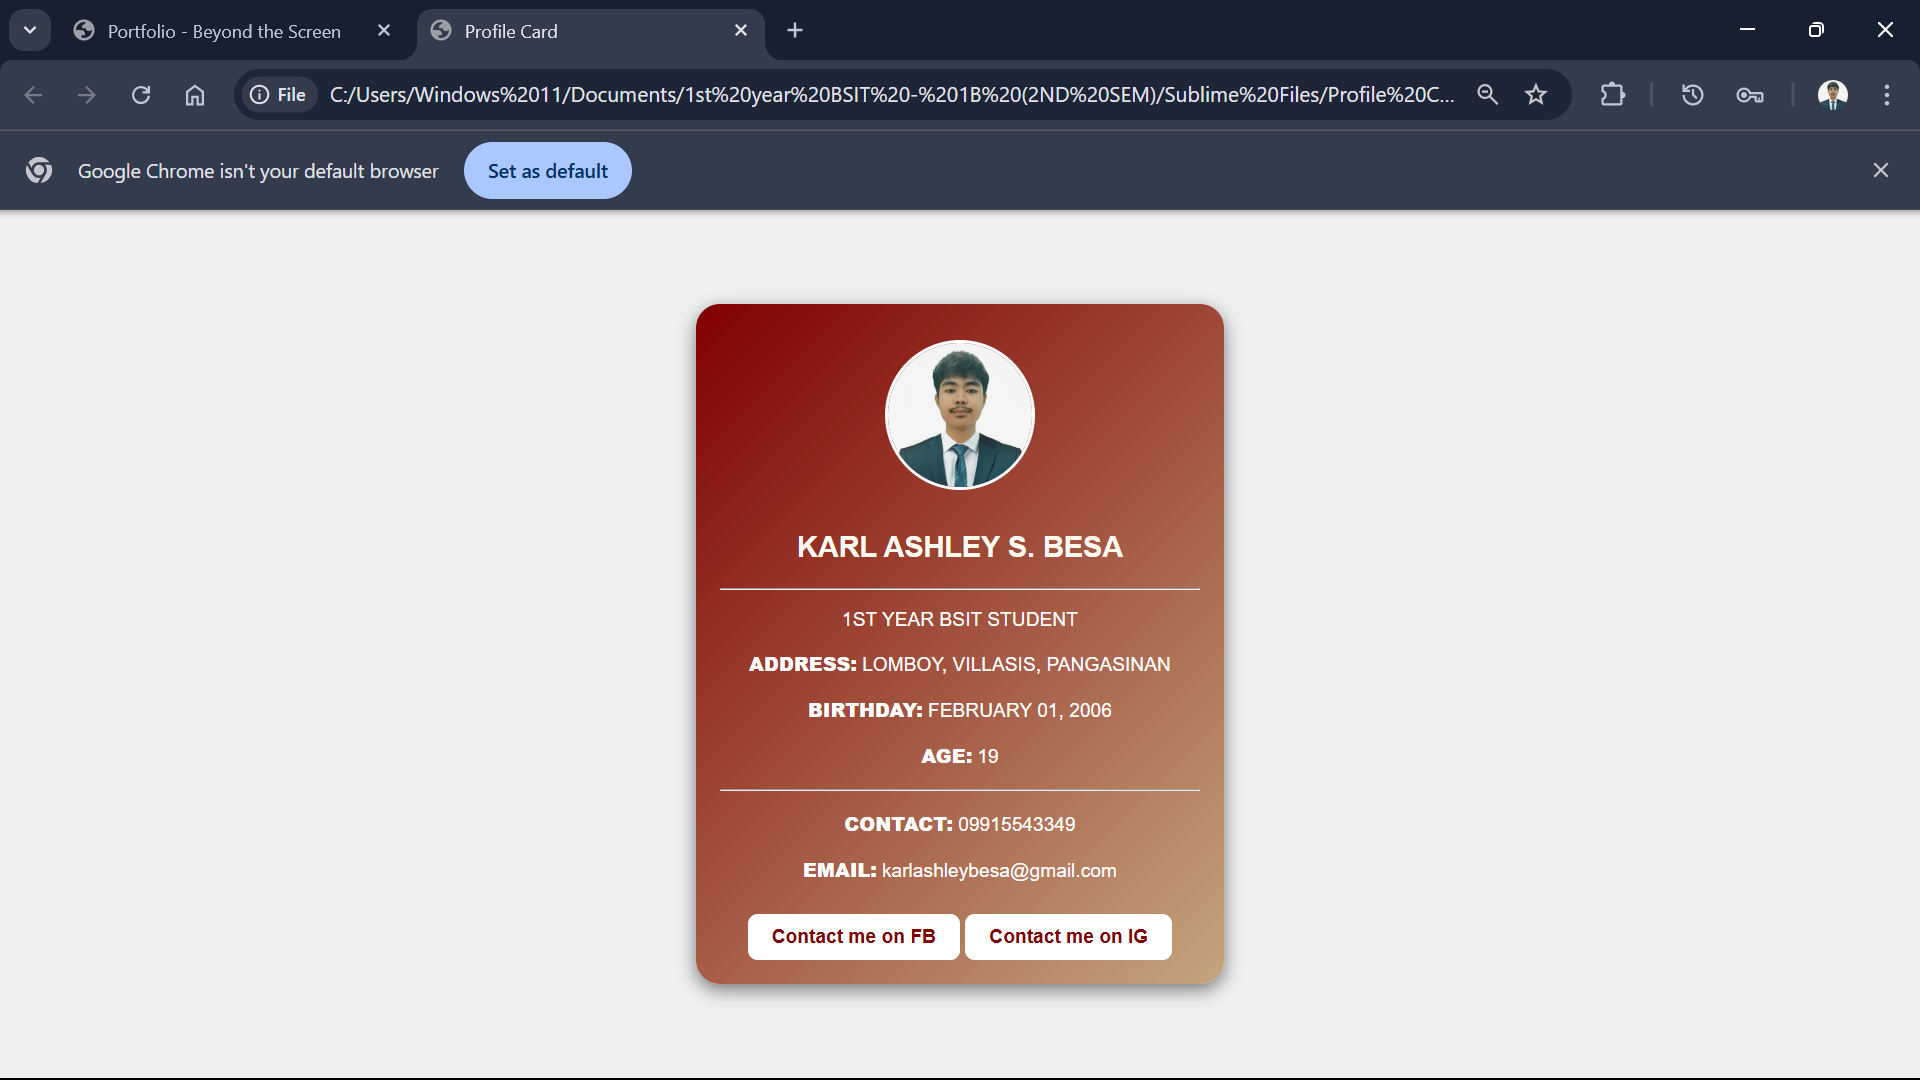 Portfolio - Beyond the Screen
Profile Card
File
C:/Users/Windows%2011/Documents/1st%20year%20BSIT%20-%201B%20(2ND%20SEM)/Sublime%20Files/Profile%20C...
Google Chrome isn't your default browser
Set as default
KARL ASHLEY S. BESA
1ST YEAR BSIT STUDENT
ADDRESS: LOMBOY, VILLASIS, PANGASINAN
BIRTHDAY: FEBRUARY 01, 2006
AGE: 19
CONTACT: 09915543349
EMAIL: karlashleybesa@gmail.com
Contact me on FB
Contact me on IG